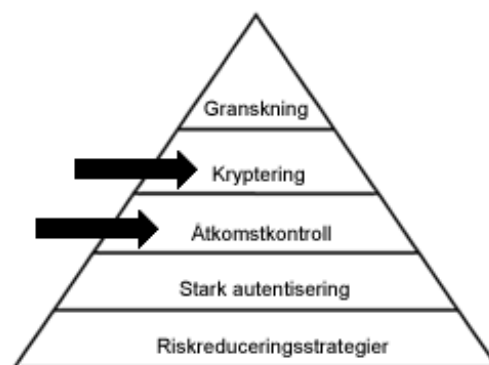 Granskning
Kryptering
Åtkomstkontroll
Stark autentisering
Riskreduceringsstrategier